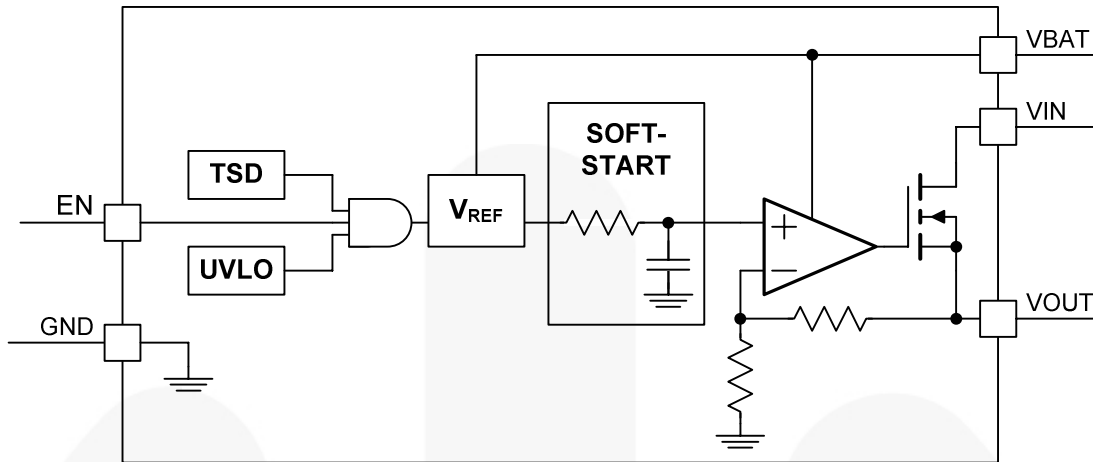 VBAT
VIN
SOFT-
START
TSD
EN
VREF
UVLO
GND
VOUT
+
−